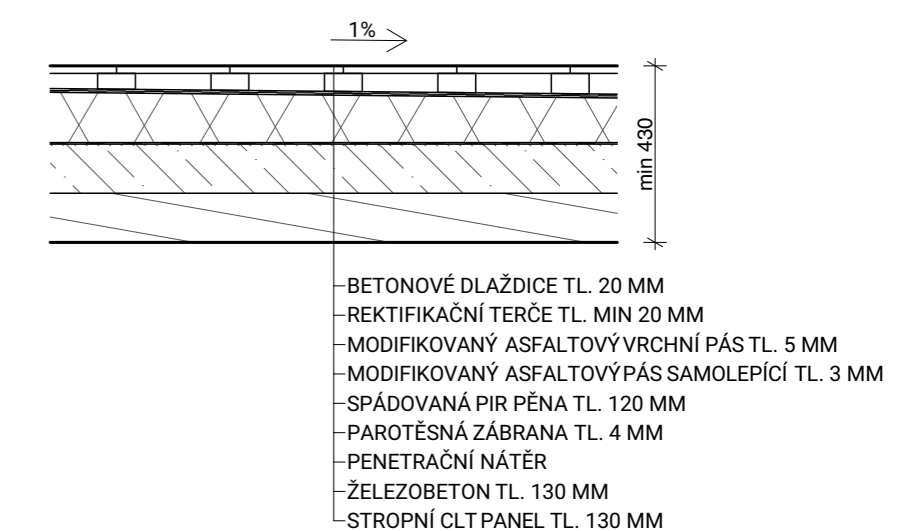 1%
min 430
BETONOVÉ DLAŽDICE TL. 20 MM
REKTIFIKAČNÍ TERČE TL. MIN 20 MM
MODIFIKOVANÝ ASFALTOVÝ VRCHNÍ PÁS TL. 5 MM
MODIFIKOVANÝ ASFALTOVÝ PÁS SAMOLEPÍCÍ TL. 3 MM
SPÁDOVANÁ PIR PĚNA TL. 120 MM
PAROTĚSNÁ ZÁBRANA TL. 4 MM
PENETRAČNÍ NÁTĚR
ŽELEZOBETON TL. 130 MM
STROPNÍ CLT PANEL TL. 130 MM